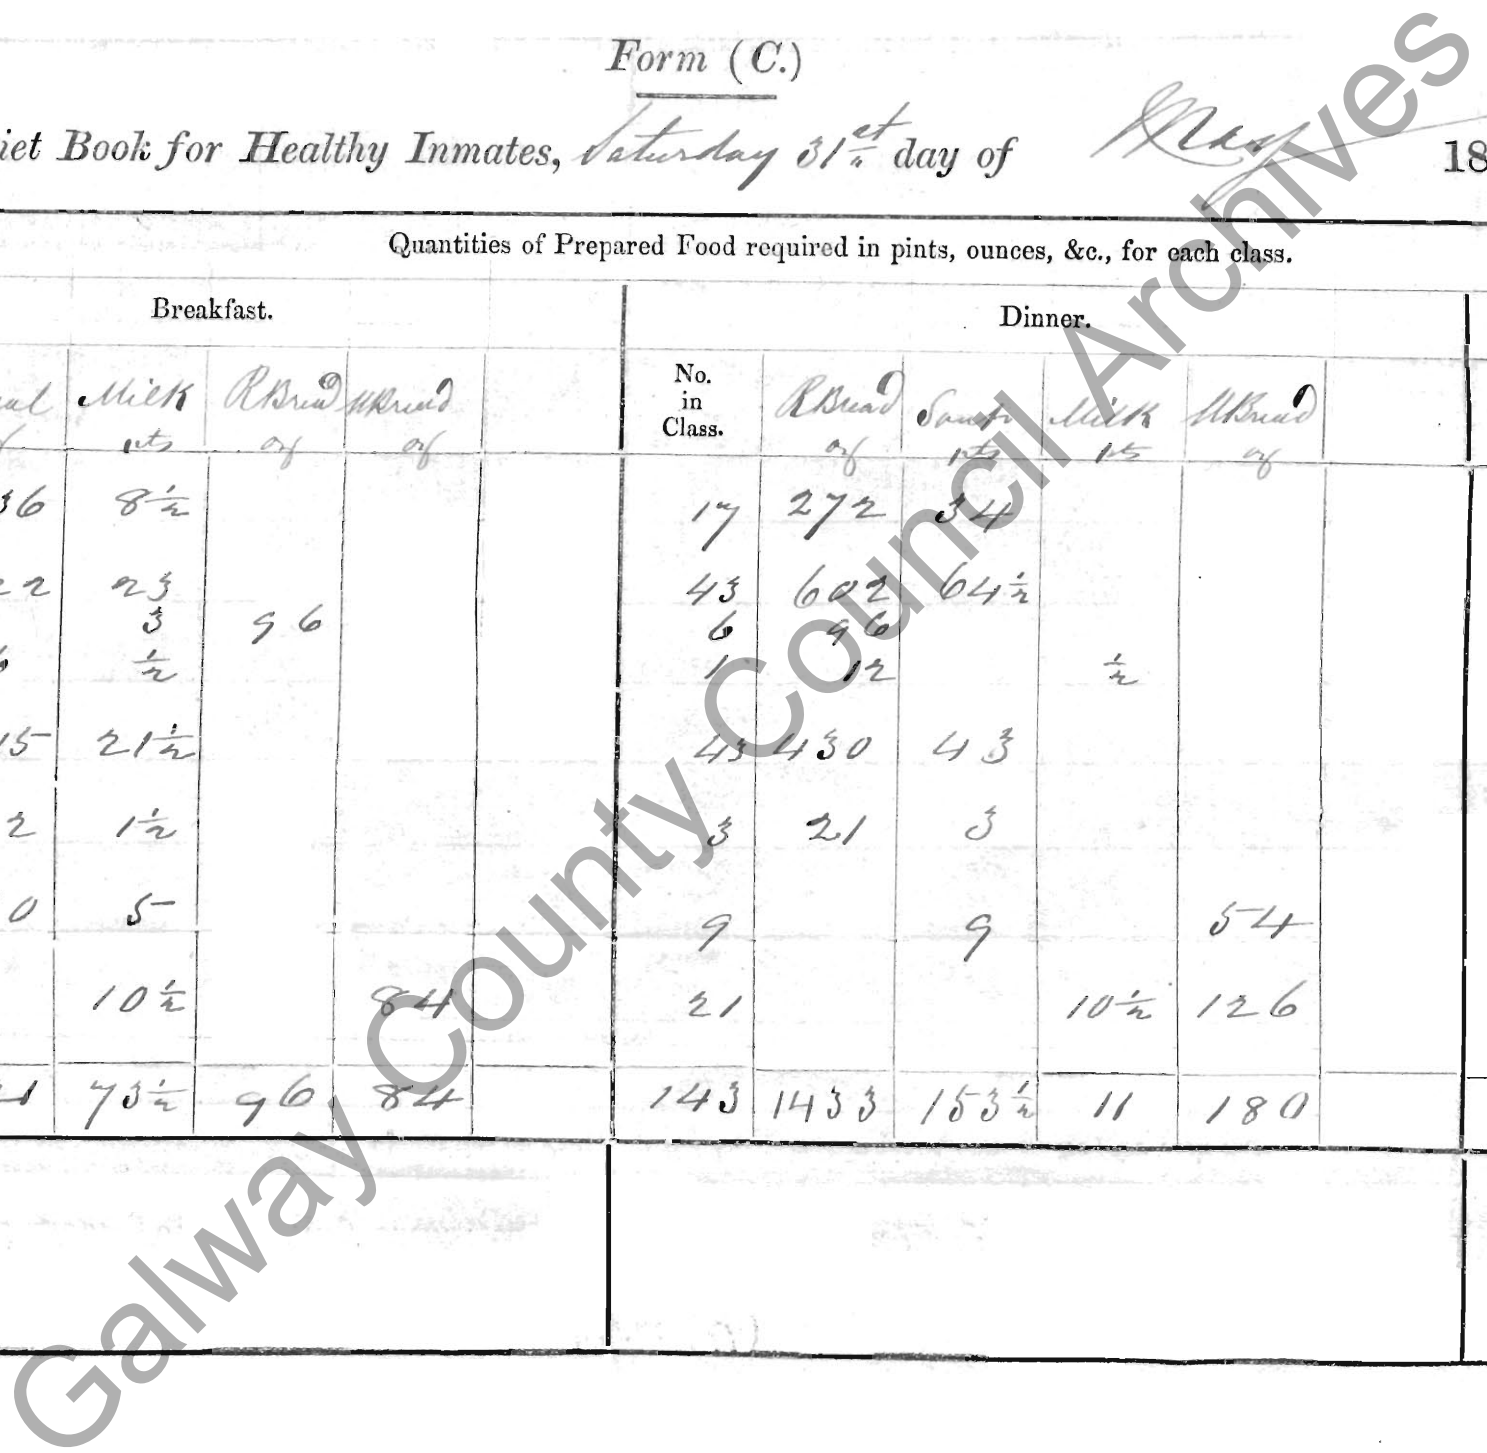 Form (C.)
iet Book for Healthy Inmates, Saturday 31st day of May 18
Quantities of Prepared Food required in pints, ounces, &c., for each class.
Breakfast. Dinner.
Milk R Bread W Bread No. in Class. R Bread Soup Milk W Bread
pts oz oz oz pts pts oz
36 8½ 17 272 34
22 23 43 602 64½
3 96 6 96
6 ½ 1 12 ½
15 21½ 43 430 43
2 1½ 3 21 3
0 5 9 9 54
10½ 84 21 10½ 126
73½ 96 84 143 1433 153½ 11 180
Galway County Council Archives